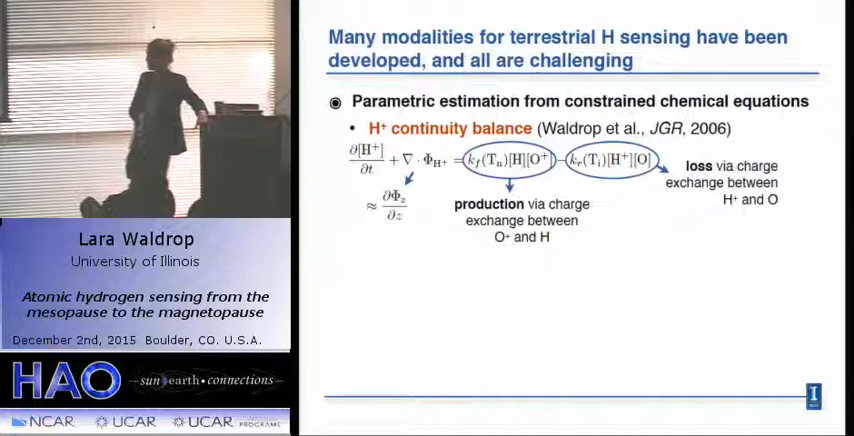 Many modalities for terrestrial H sensing have been
developed, and all are challenging
◉ Parametric estimation from constrained chemical equations
• H⁺ continuity balance (Waldrop et al., JGR, 2006)
∂[H⁺]/∂t + ∇ · Φ_H⁺ = k_f(T_n)[H][O⁺] − k_r(T_i)[H⁺][O]
≈ ∂Φ_z/∂z
production via charge
exchange between
O⁺ and H
loss via charge
exchange between
H⁺ and O
I
Lara Waldrop
University of Illinois
Atomic hydrogen sensing from the
mesopause to the magnetopause
December 2nd, 2015 Boulder, CO. U.S.A.
HAO —sun earth•connections—
NCAR UCAR UCAR PROGRAMS